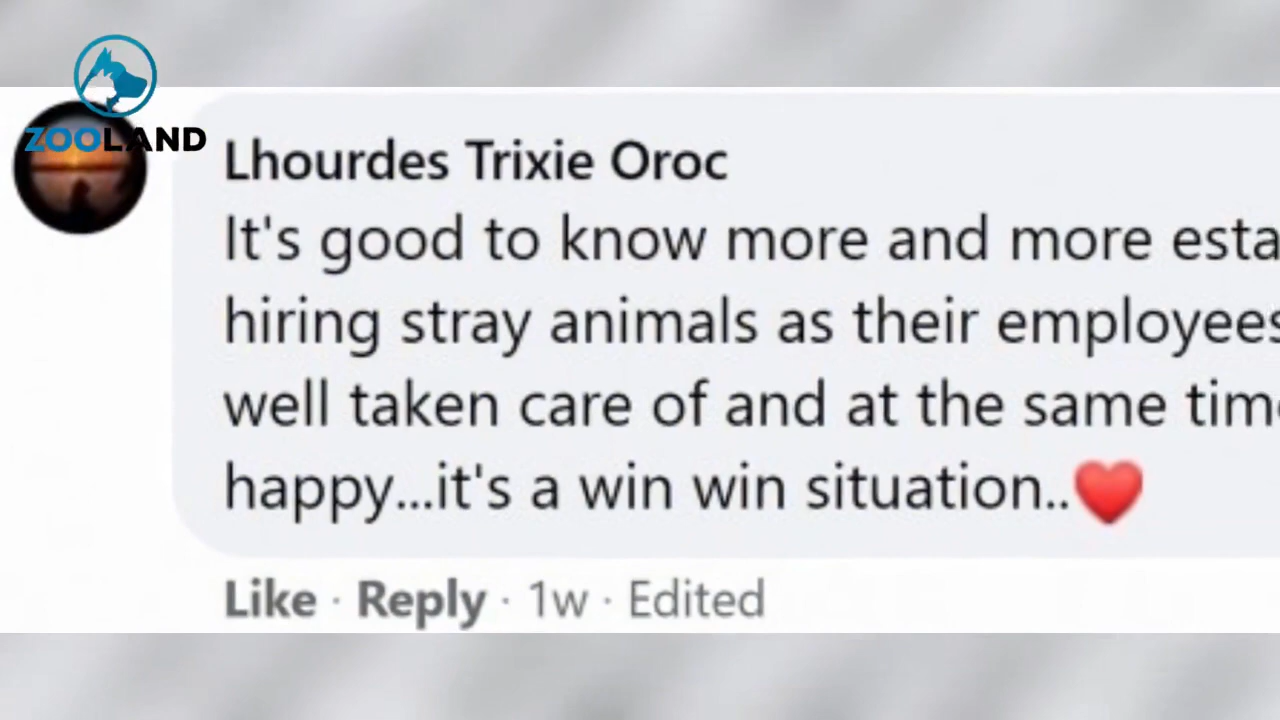 ZOOLAND
Lhourdes Trixie Oroc
It's good to know more and more esta
hiring stray animals as their employees
well taken care of and at the same tim
happy...it's a win win situation..❤️
Like · Reply · 1w · Edited